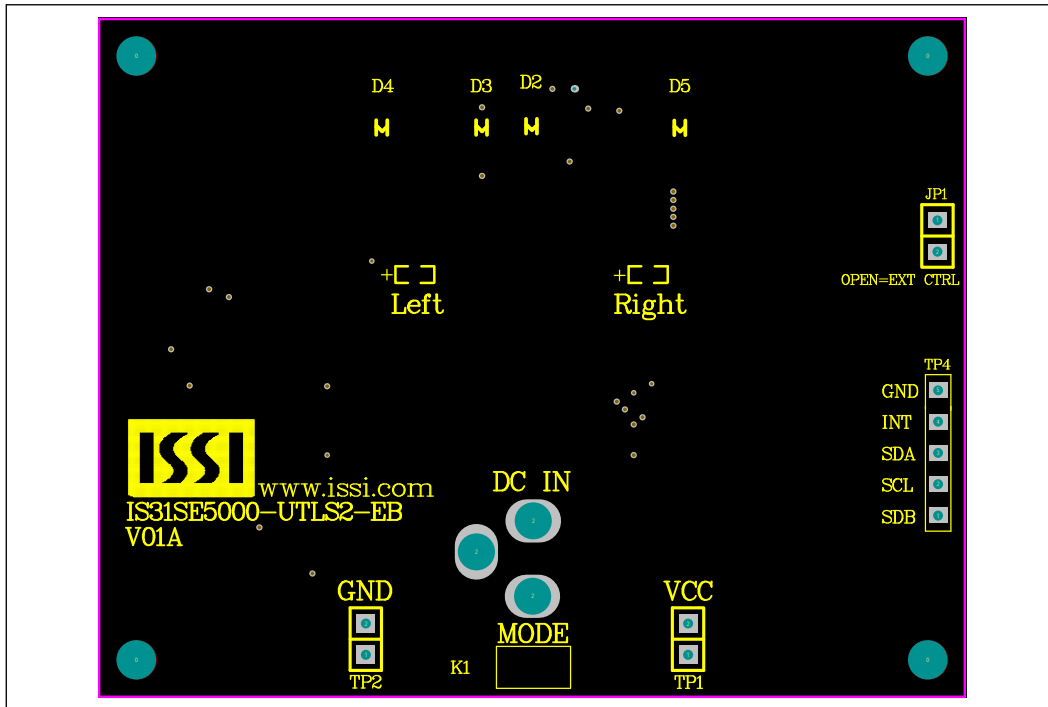 D4 D3 D2 D5
JP1
OPEN=EXT CTRL
Left Right
TP4
GND
INT
SDA
SCL
SDB
ISSI
www.issi.com
IS31SE5000-UTLS2-EB
V01A
DC IN
GND
VCC
MODE
K1
TP2
TP1